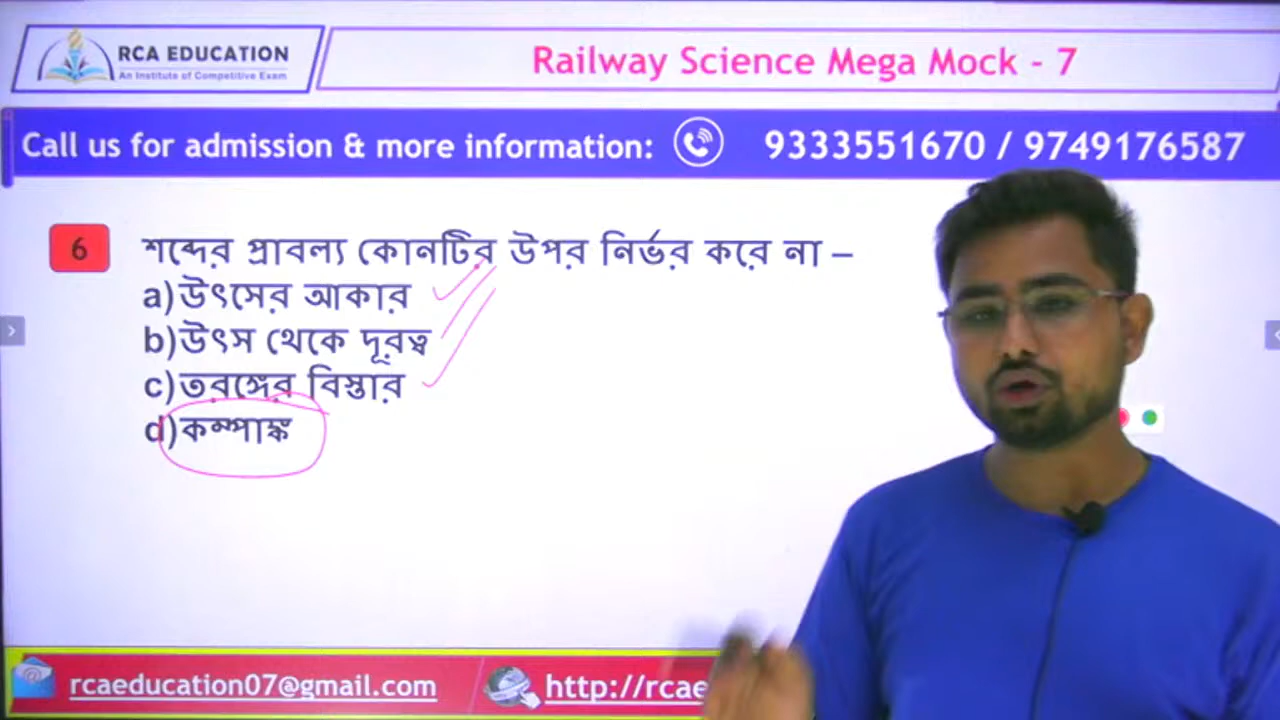 RCA EDUCATION
An Institute of Competitive Exam
Railway Science Mega Mock - 7
Call us for admission & more information: 9333551670 / 9749176587
6 শব্দের প্রাবল্য কোনটির উপর নির্ভর করে না –
a)উৎসের আকার
b)উৎস থেকে দূরত্ব
c)তরঙ্গের বিস্তার
d)কম্পাঙ্ক
rcaeducation07@gmail.com http://rcae